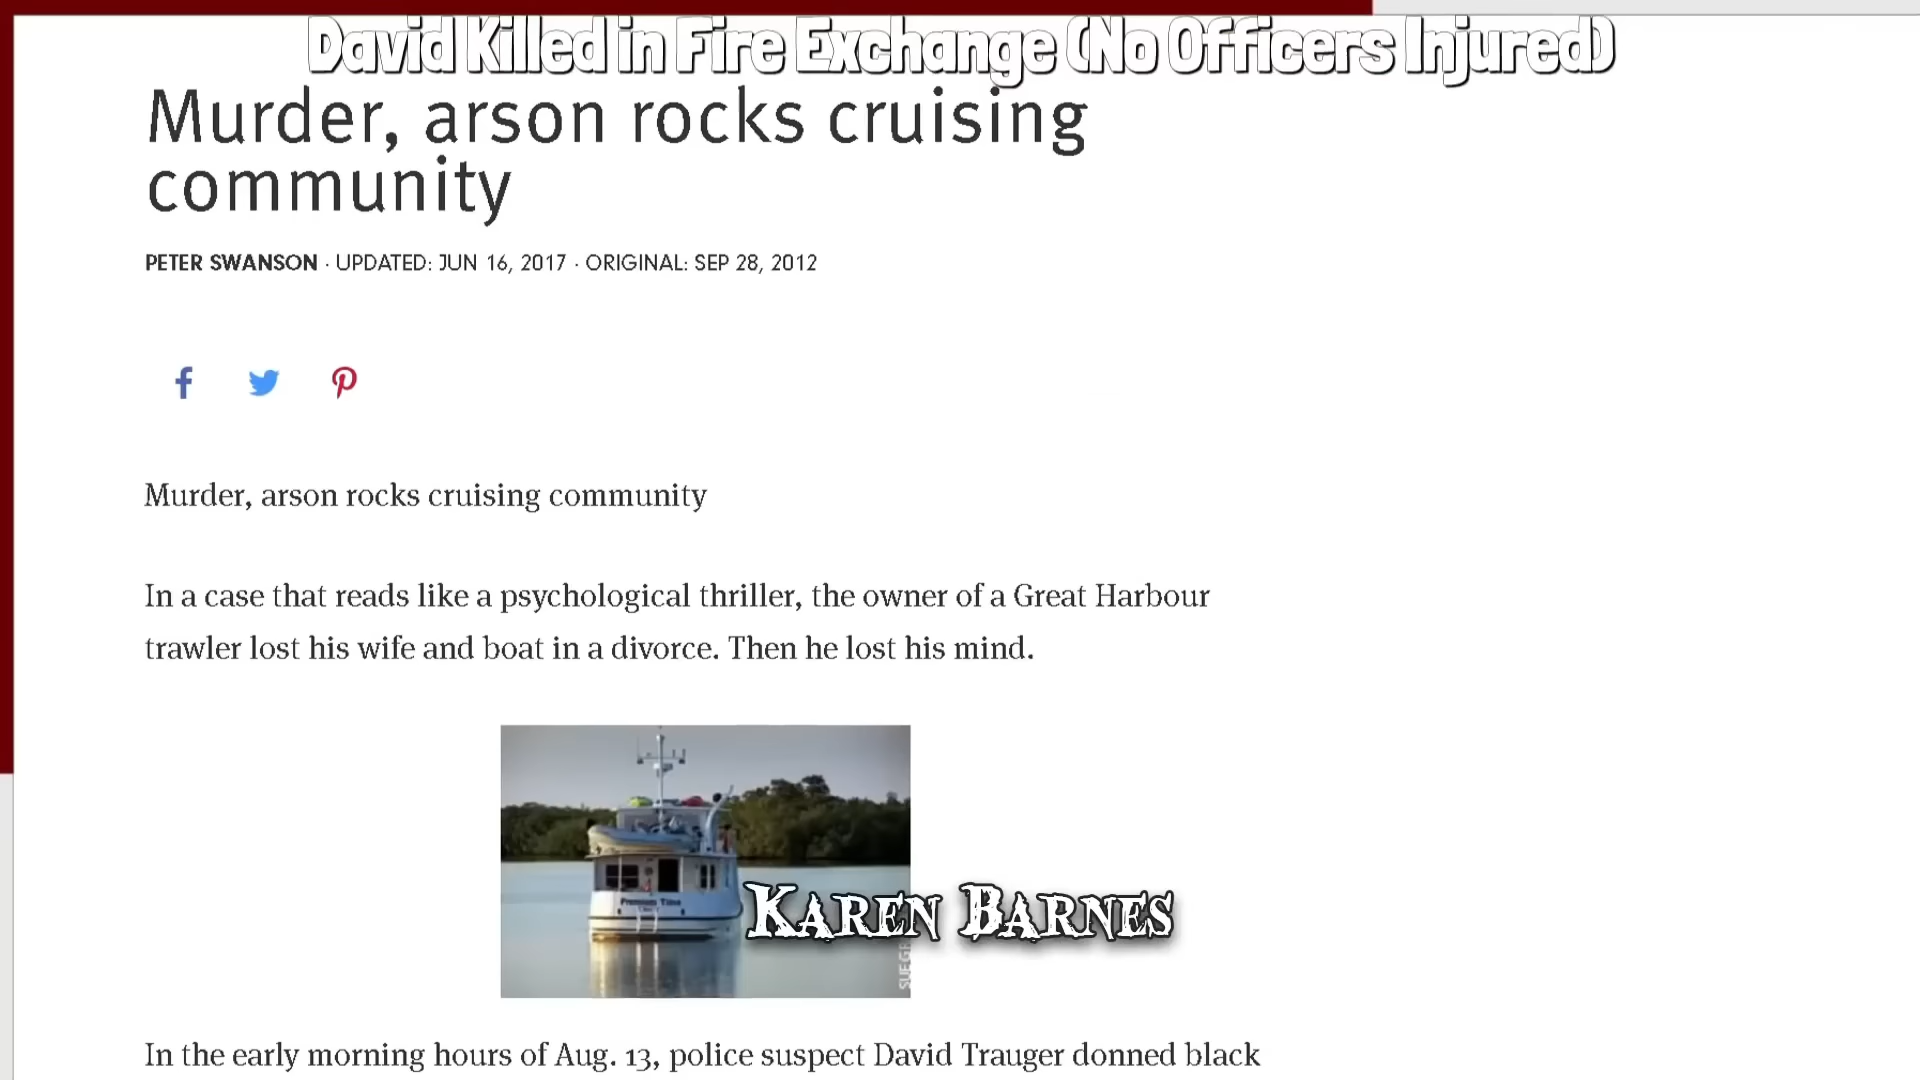 David Killed in Fire Exchange (No Officers Injured)
Murder, arson rocks cruising
community
PETER SWANSON · UPDATED: JUN 16, 2017 · ORIGINAL: SEP 28, 2012
Murder, arson rocks cruising community
In a case that reads like a psychological thriller, the owner of a Great Harbour
trawler lost his wife and boat in a divorce. Then he lost his mind.
Premium Time
KAREN BARNES
In the early morning hours of Aug. 13, police suspect David Trauger donned black